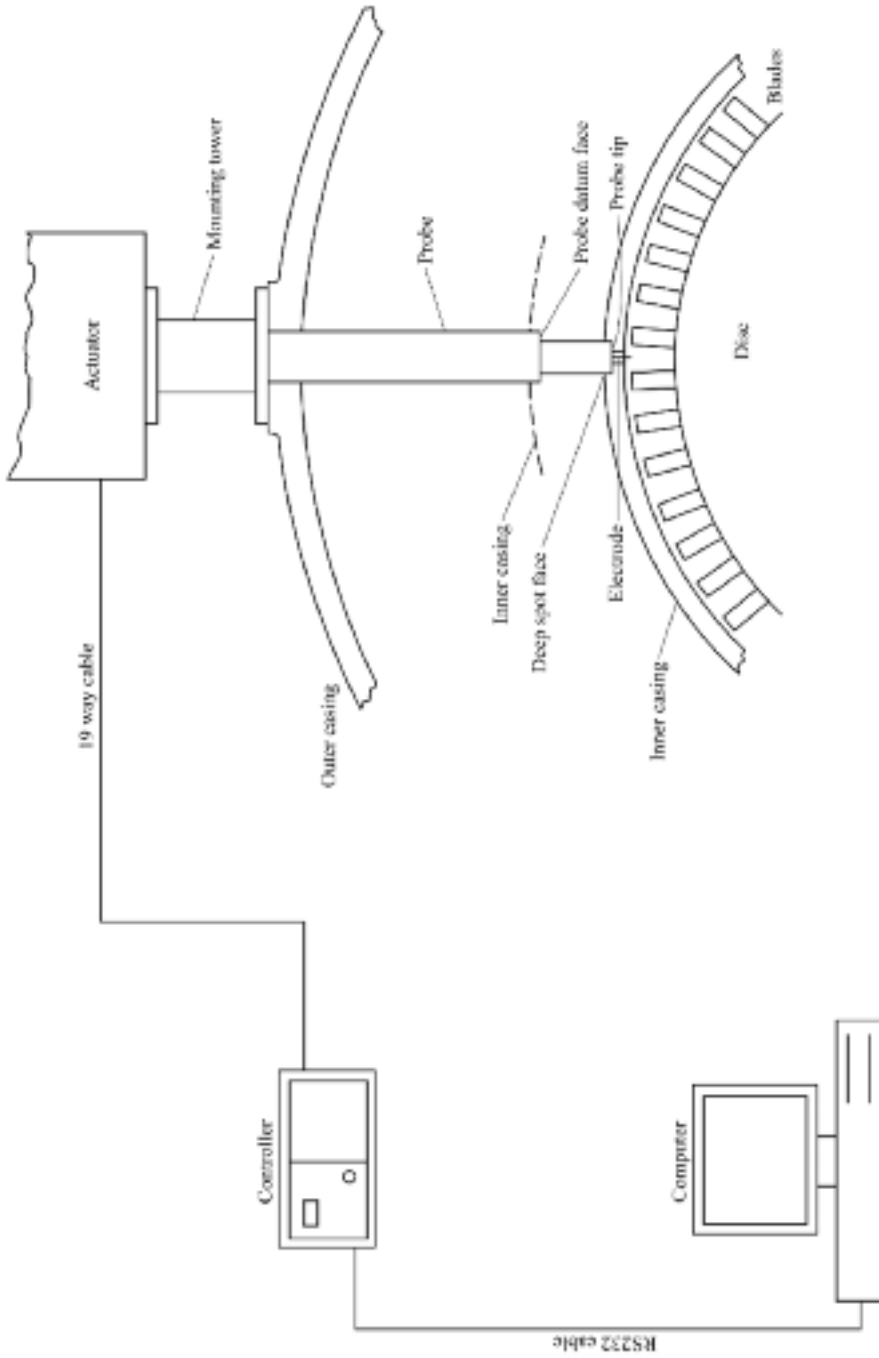 Actuator
Mounting tower
19 way cable
Outer casing
Probe
Inner casing
Probe datum face
Deep spot face
Probe tip
Electrode
Inner casing
Blades
Disc
Controller
Computer
RS232 cable